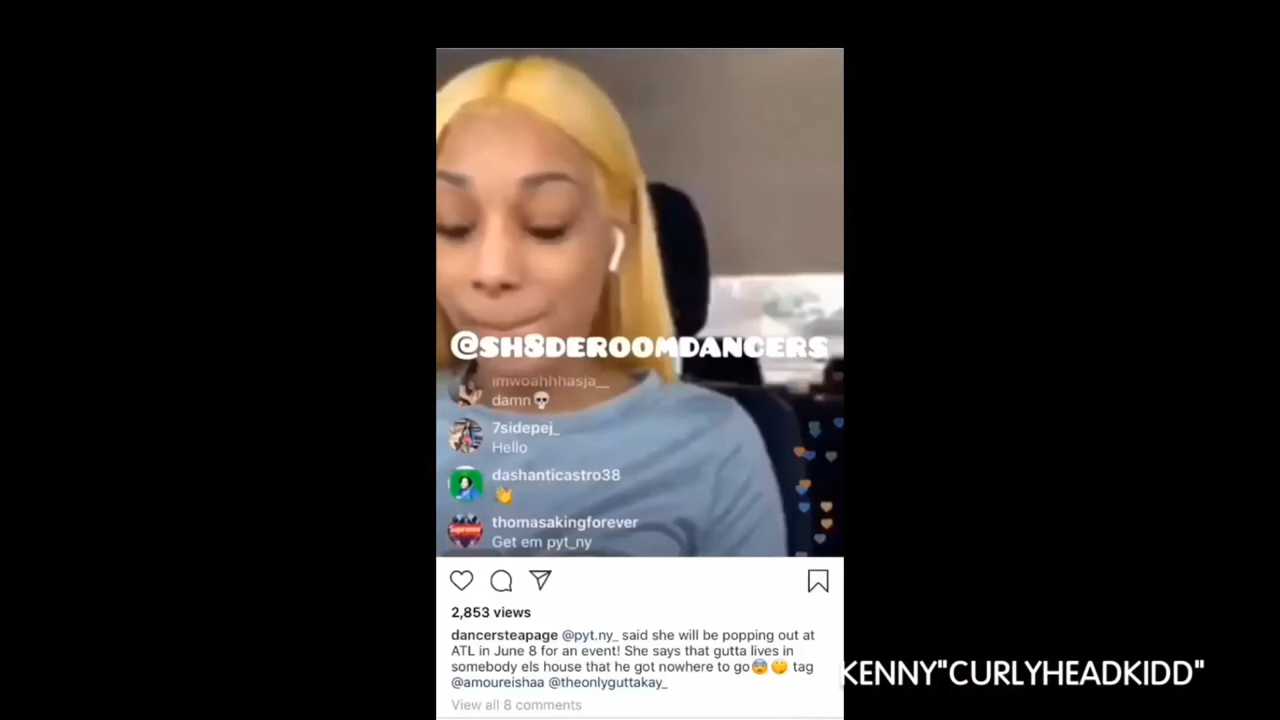 @SH8DEROOMDANCERS
imwoahhhasja__
damn💀
7sidepej_
Hello
dashanticastro38
👏
thomasakingforever
Get em pyt_ny
2,853 views
dancersteapage @pyt.ny_ said she will be popping out at
ATL in June 8 for an event! She says that gutta lives in
somebody els house that he got nowhere to go😨🤭 tag
@amoureishaa @theonlyguttakay_
View all 8 comments
KENNY"CURLYHEADKIDD"